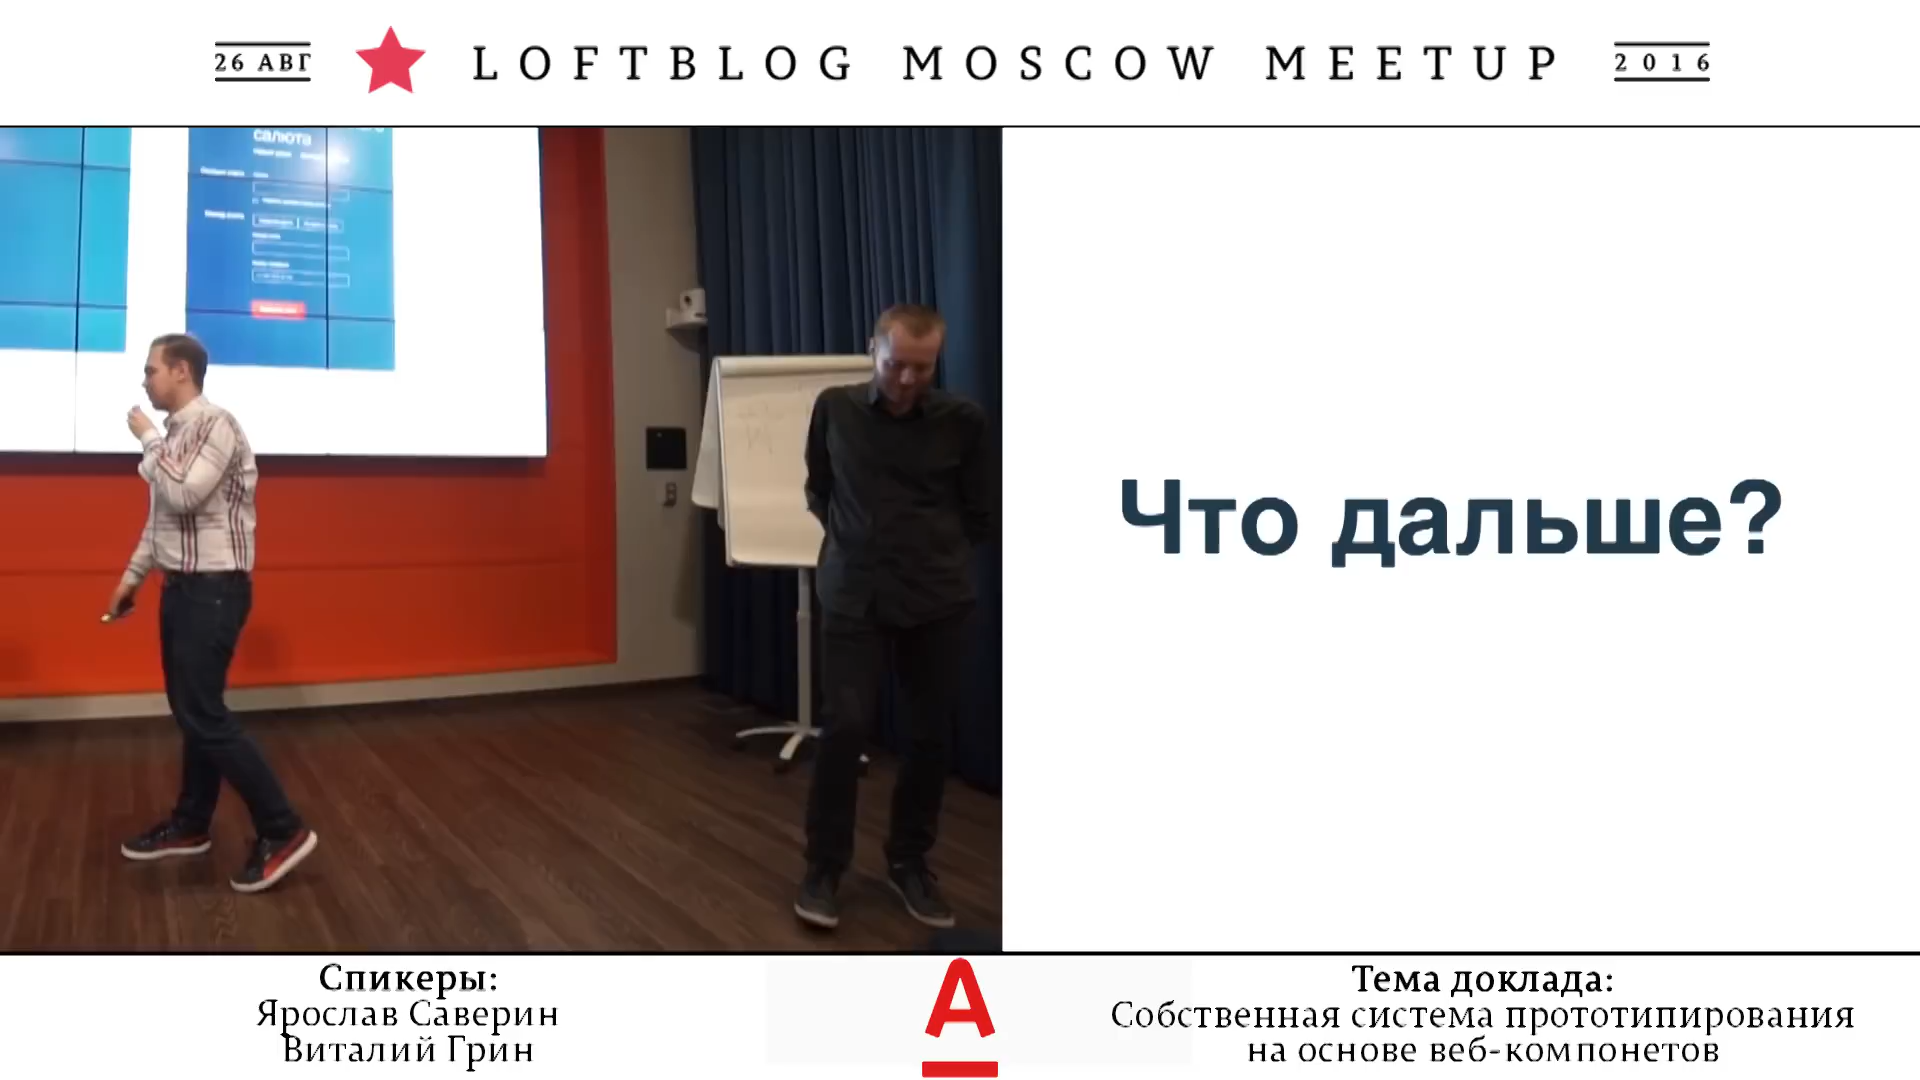 26 АВГ
LOFTBLOG MOSCOW MEETUP
2016
салюта
Что дальше?
Спикеры:
Ярослав Саверин
Виталий Грин
Тема доклада:
Собственная система прототипирования
на основе веб-компонетов